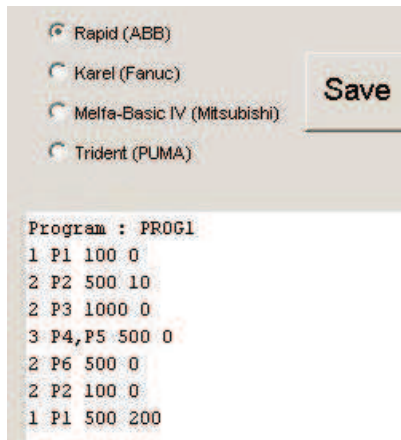 Rapid (ABB)
Karel (Fanuc)
Save
Melfa-Basic IV (Mitsubishi)
Trident (PUMA)
Program : PROG1
1 P1 100 0
2 P2 500 10
2 P3 1000 0
3 P4,P5 500 0
2 P6 500 0
2 P2 100 0
1 P1 500 200